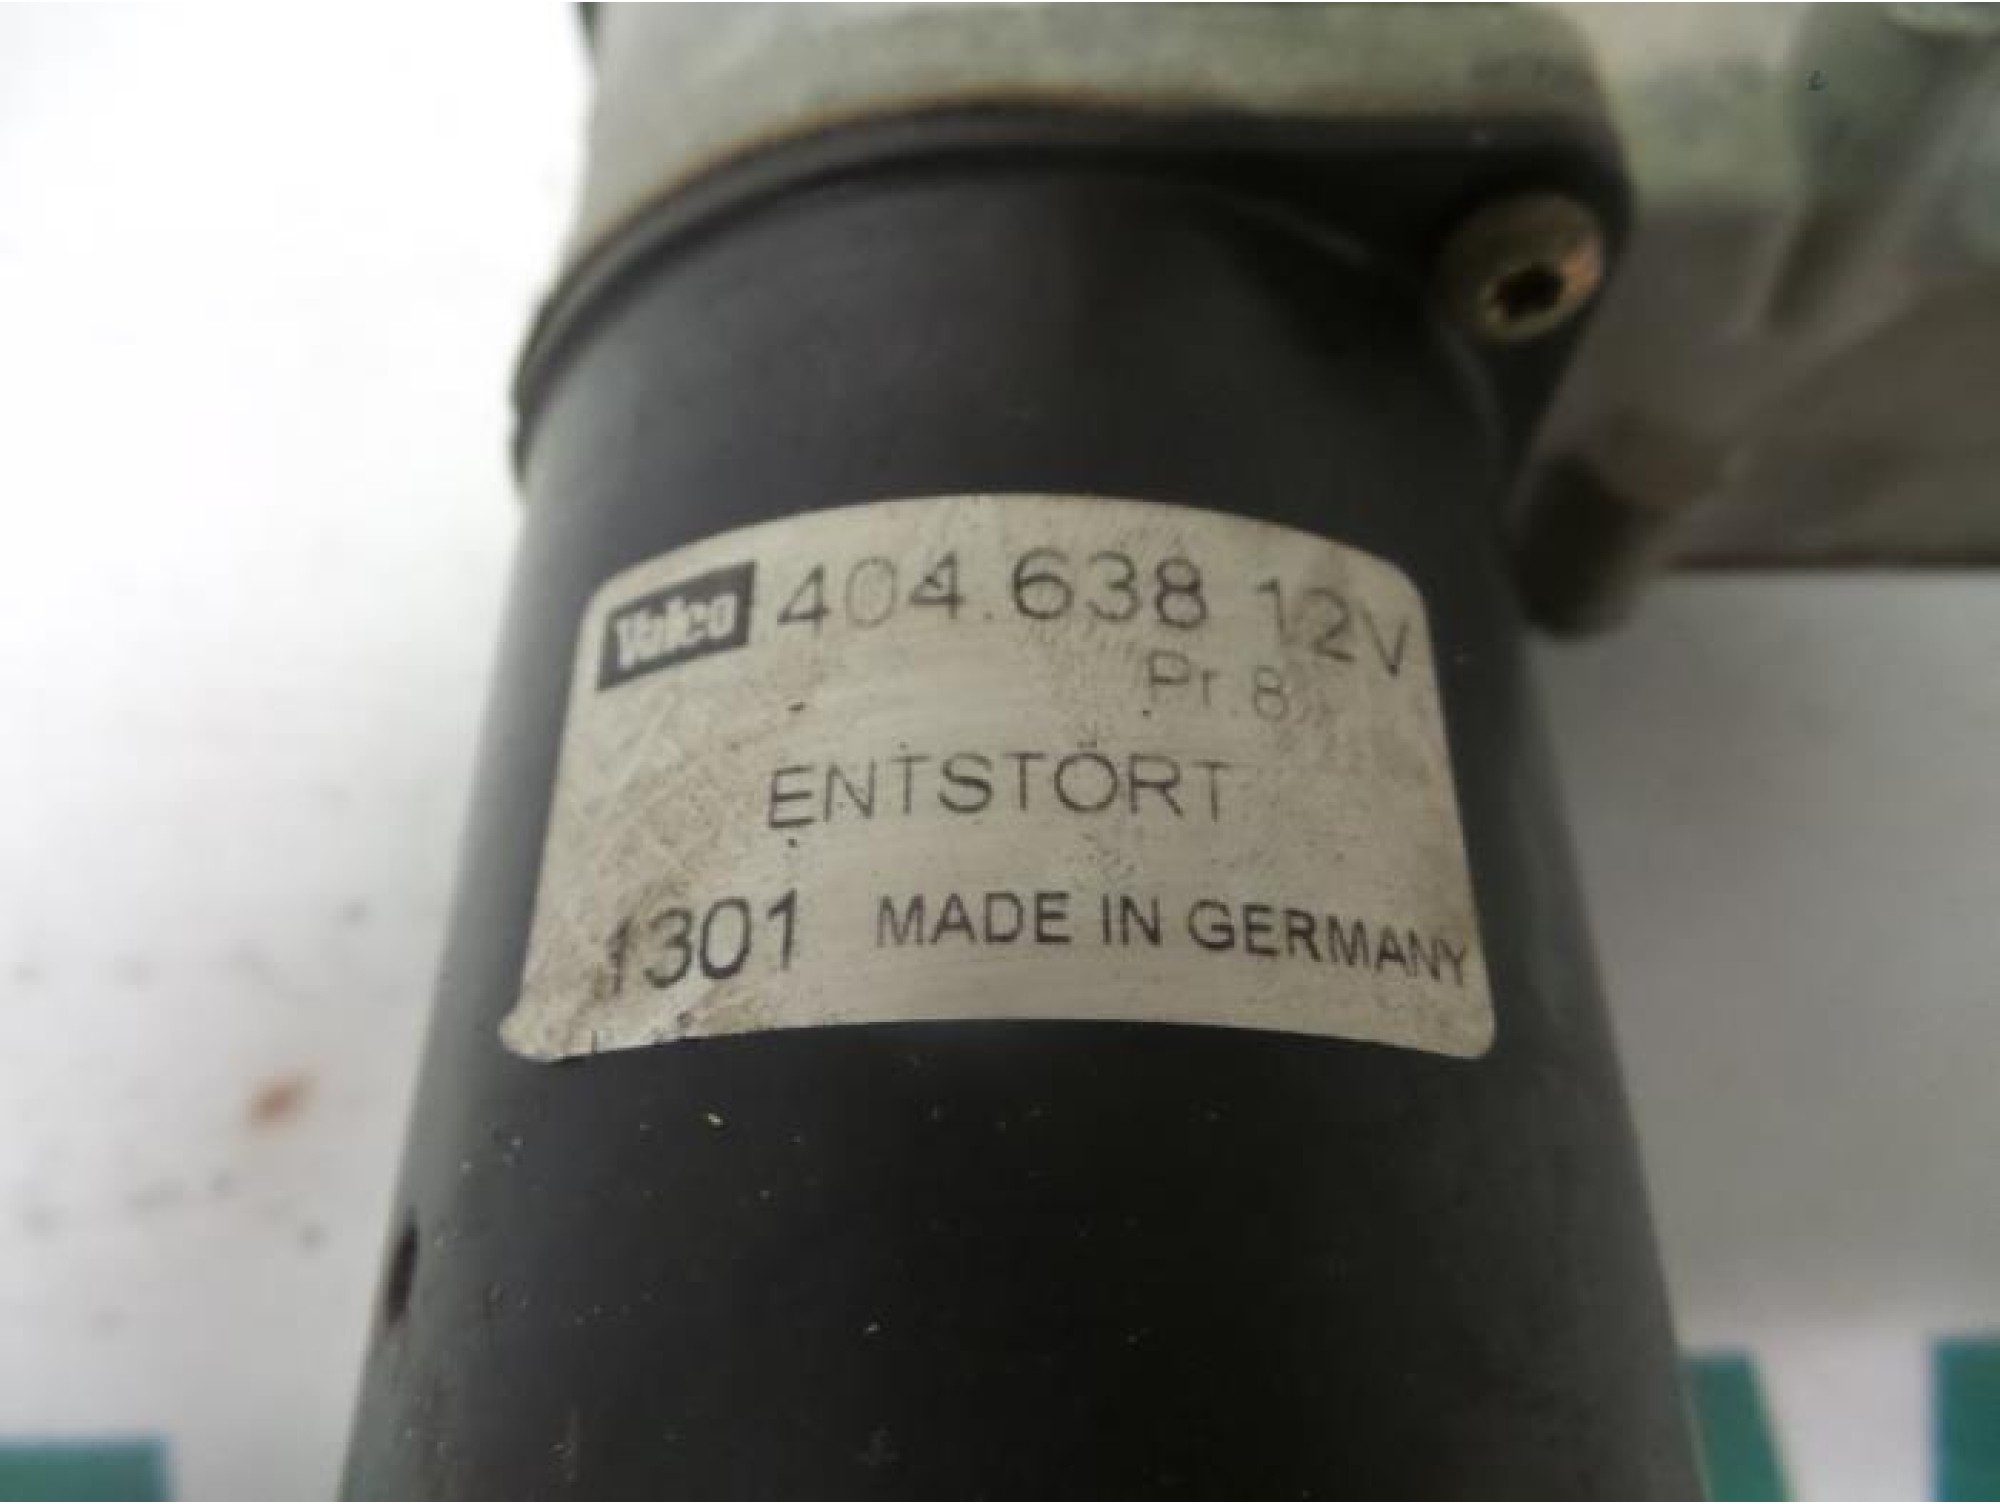 Valeo 404.638 12V
Pr.8
ENTSTÖRT
1301 MADE IN GERMANY